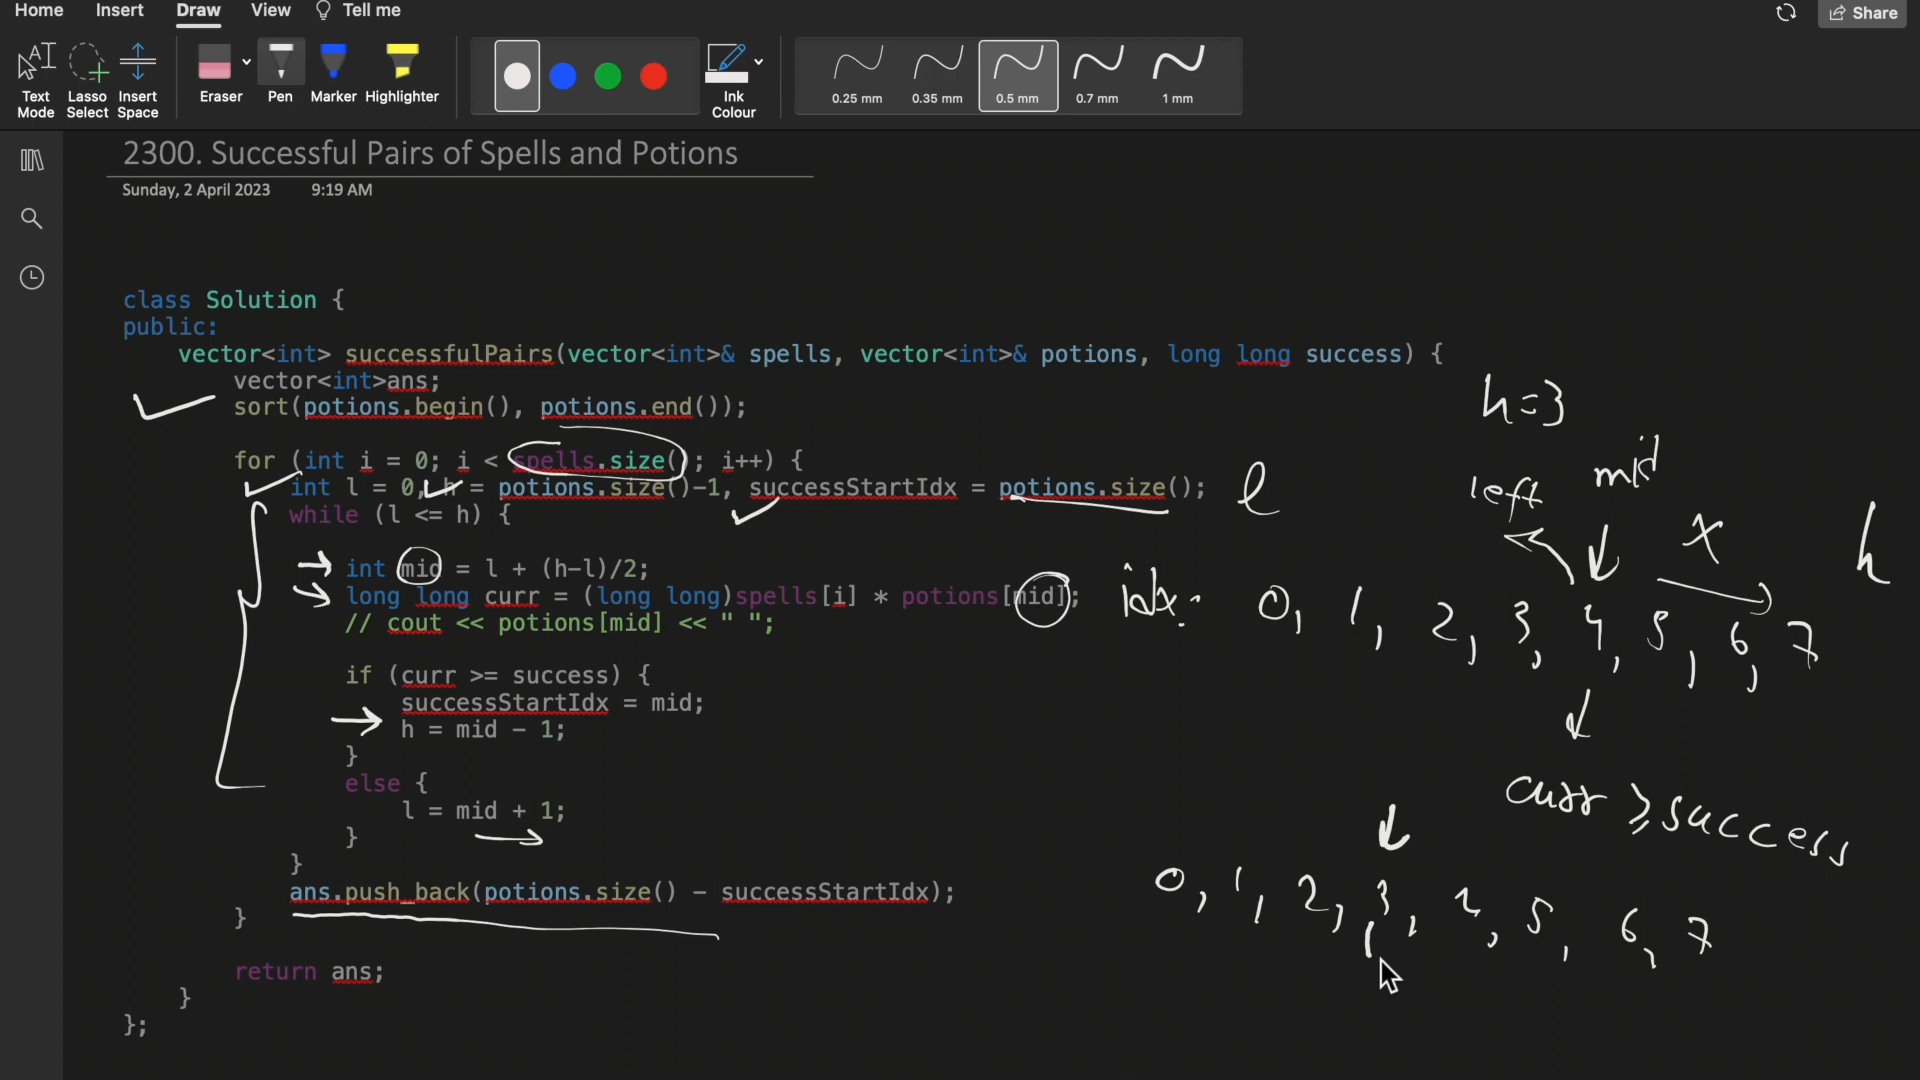 Home Insert Draw View Tell me Share
Text Mode Lasso Select Insert Space Eraser Pen Marker Highlighter Ink Colour 0.25 mm 0.35 mm 0.5 mm 0.7 mm 1 mm
2300. Successful Pairs of Spells and Potions
Sunday, 2 April 2023 9:19 AM
class Solution {
public:
vector<int> successfulPairs(vector<int>& spells, vector<int>& potions, long long success) {
vector<int>ans;
sort(potions.begin(), potions.end());
h=3
for (int i = 0; i < spells.size(); i++) {
int l = 0, h = potions.size()-1, successStartIdx = potions.size();
l left mid
while (l <= h) {
x h
int mid = l + (h-l)/2;
long long curr = (long long)spells[i] * potions[mid];
idx: 0, 1, 2, 3, 4, 5, 6, 7
// cout << potions[mid] << " ";
if (curr >= success) {
successStartIdx = mid;
h = mid - 1;
}
else {
curr ≥ success
l = mid + 1;
}
}
ans.push_back(potions.size() - successStartIdx);
0, 1, 2, 3, 4, 5, 6, 7
}
return ans;
}
};